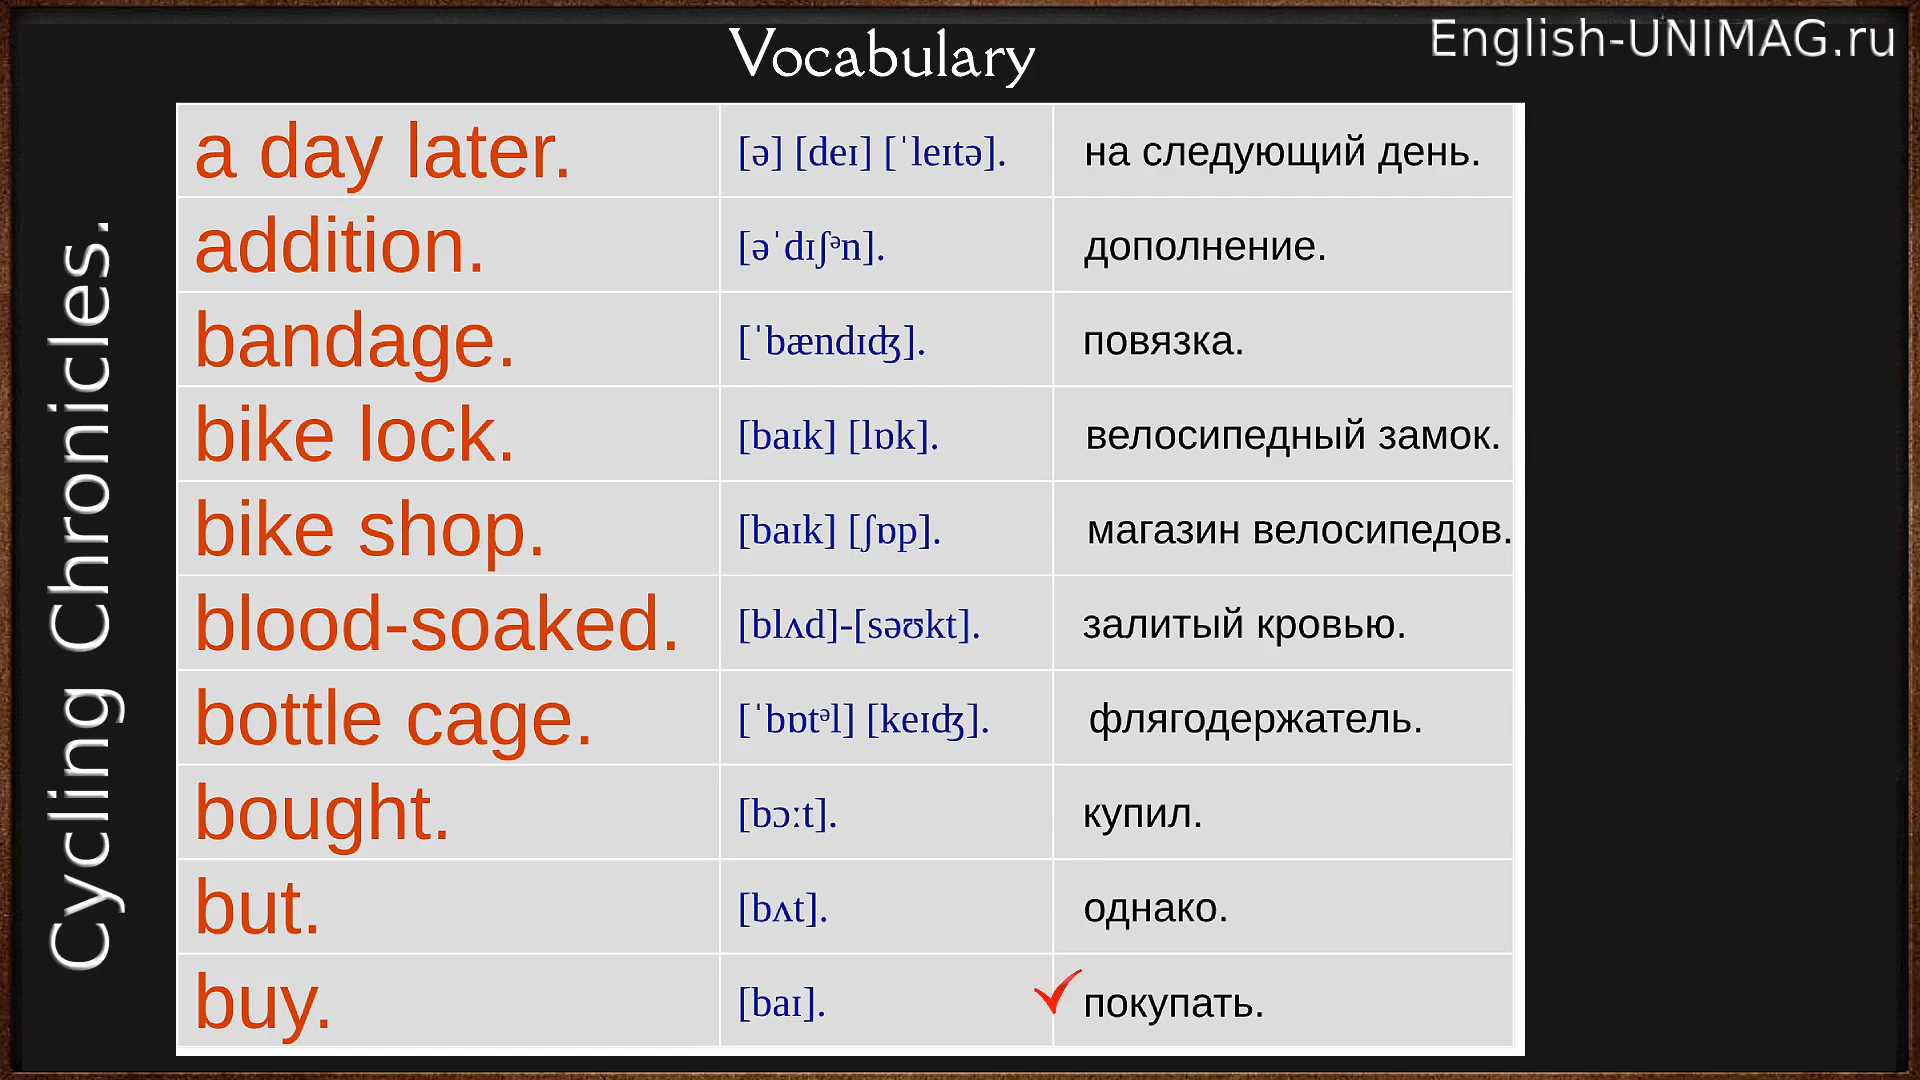 Vocabulary
English-UNIMAG.ru
Cycling Chronicles.
a day later. [ə] [deɪ] [ˈleɪtə]. на следующий день.
addition. [əˈdɪʃᵊn]. дополнение.
bandage. [ˈbændɪʤ]. повязка.
bike lock. [baɪk] [lɒk]. велосипедный замок.
bike shop. [baɪk] [ʃɒp]. магазин велосипедов.
blood-soaked. [blʌd]-[səʊkt]. залитый кровью.
bottle cage. [ˈbɒtᵊl] [keɪʤ]. флягодержатель.
bought. [bɔːt]. купил.
but. [bʌt]. однако.
buy. [baɪ]. покупать.